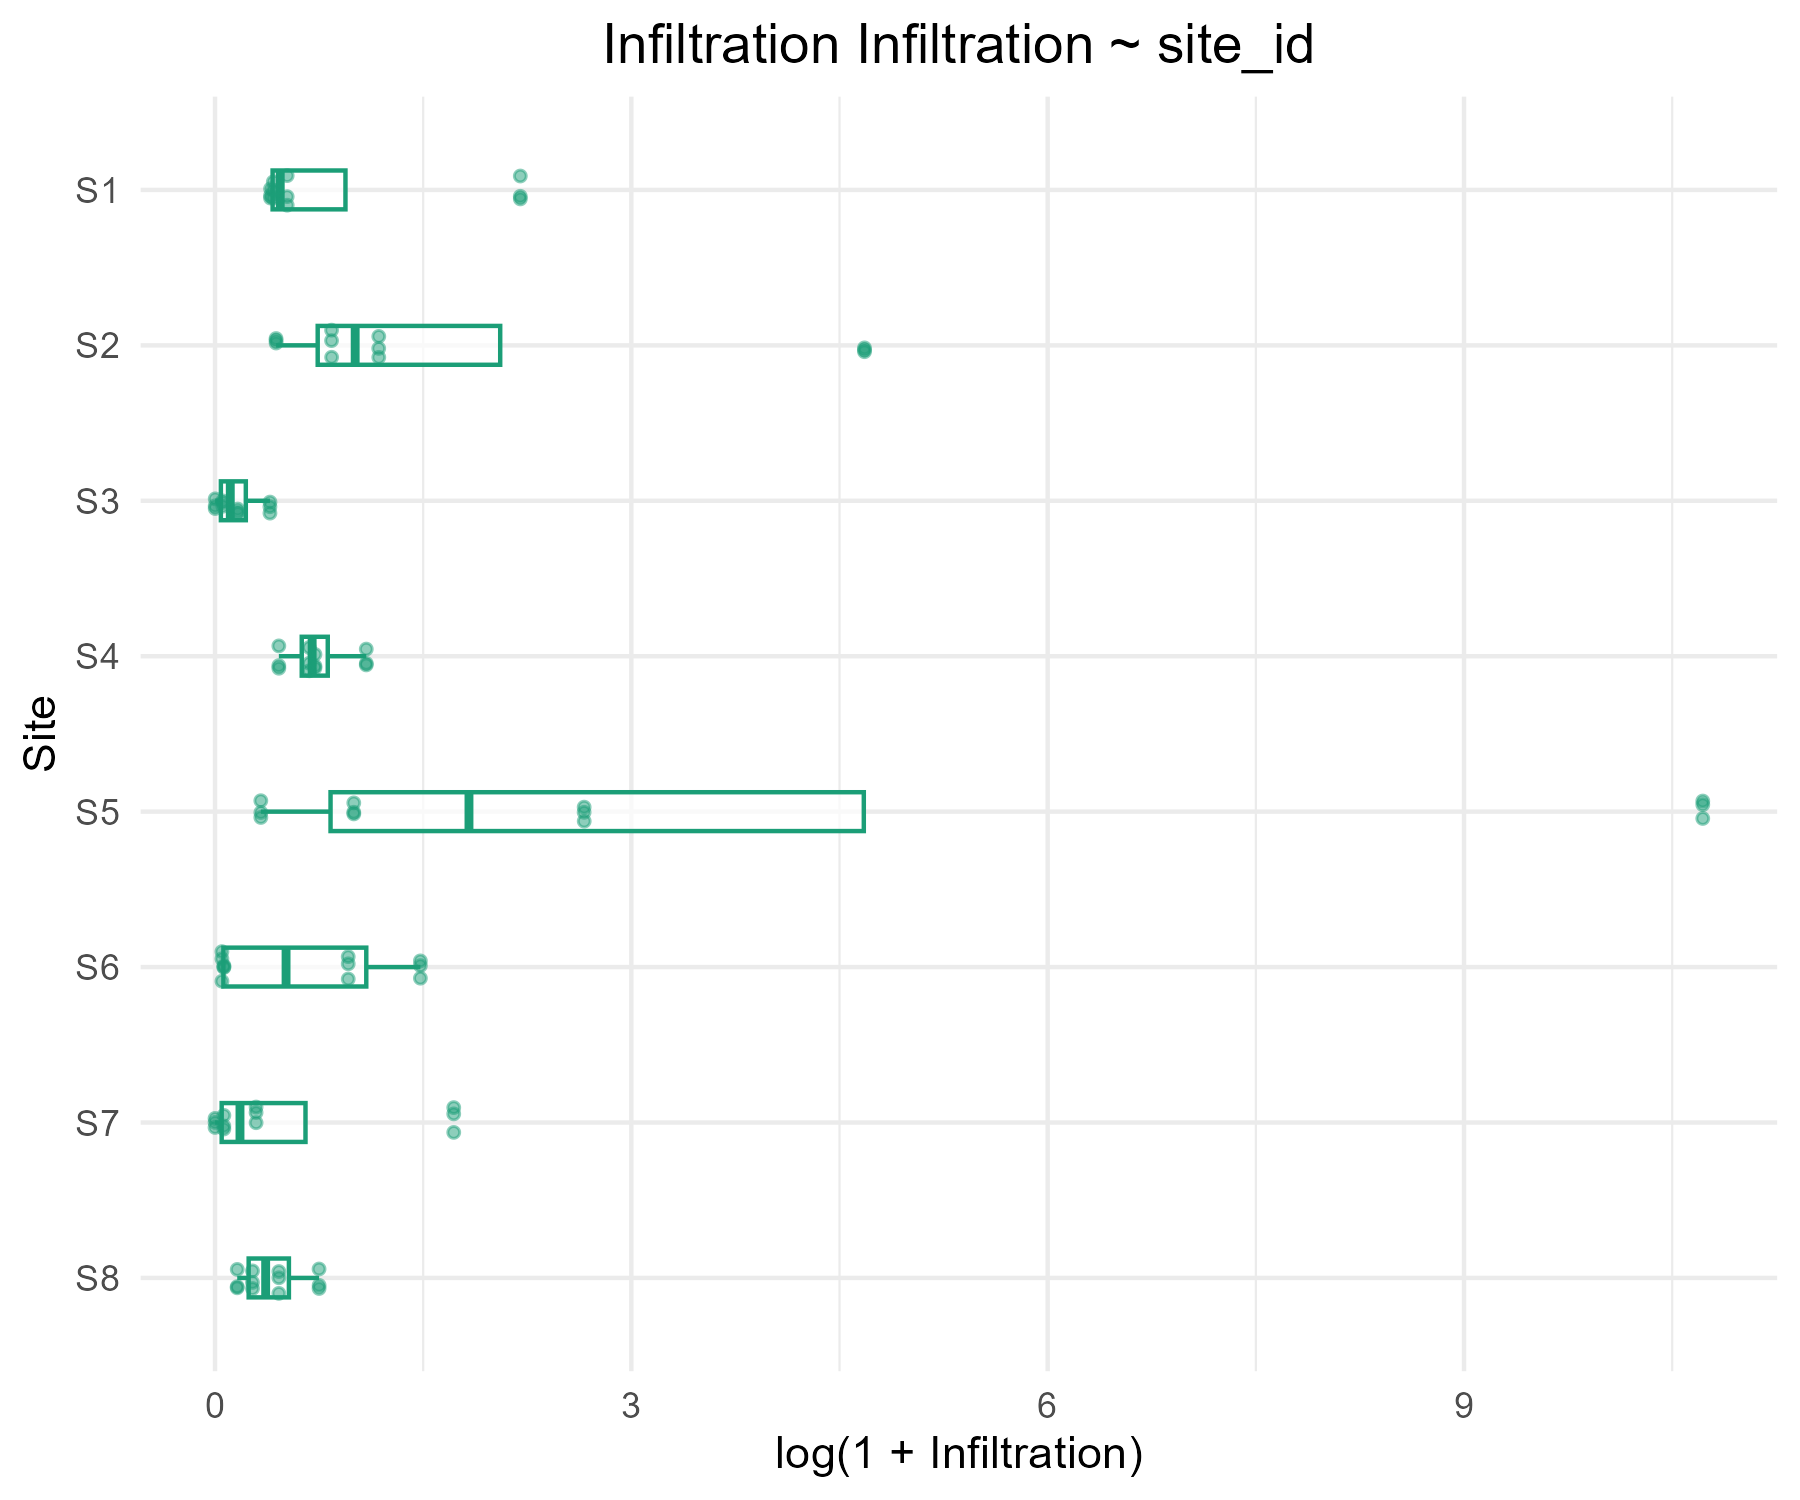 Infiltration Infiltration ~ site_id
Site
S1
S2
S3
S4
S5
S6
S7
S8
0 3 6 9
log(1 + Infiltration)